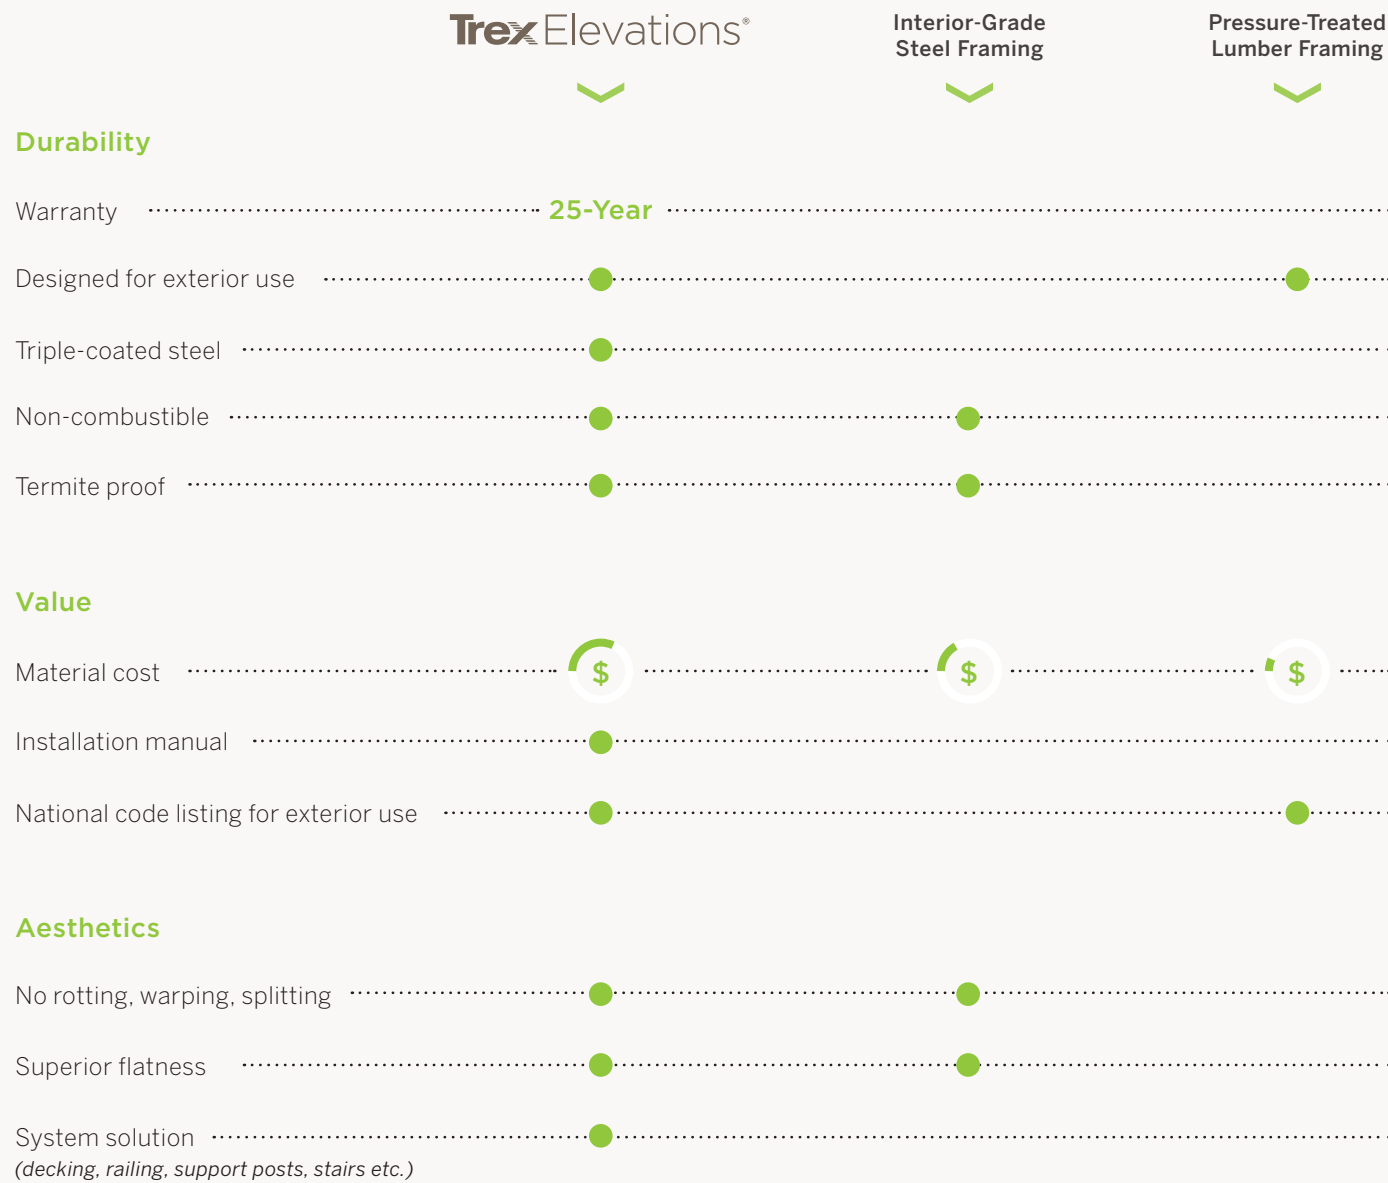 Trex Elevations®
Interior-Grade
Steel Framing
Pressure-Treated
Lumber Framing
Durability
Warranty 25-Year
Designed for exterior use
Triple-coated steel
Non-combustible
Termite proof
Value
Material cost $ $ $
Installation manual
National code listing for exterior use
Aesthetics
No rotting, warping, splitting
Superior flatness
System solution
(decking, railing, support posts, stairs etc.)